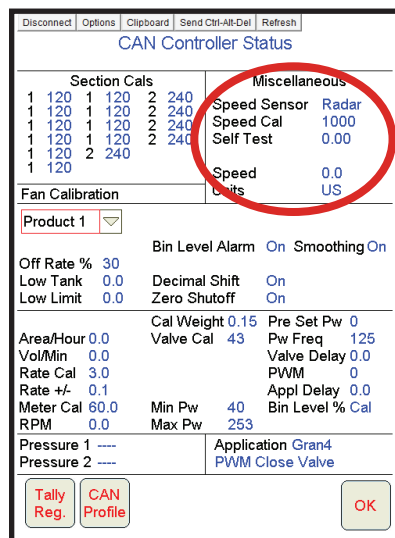 Disconnect Options Clipboard Send Ctrl-Alt-Del Refresh
CAN Controller Status
Section Cals
1 120 1 120 2 240
1 120 1 120 2 240
1 120 1 120 2 240
1 120 1 120 2 240
1 120 2 240
1 120
Miscellaneous
Speed Sensor Radar
Speed Cal 1000
Self Test 0.00
Speed 0.0
Units US
Fan Calibration
Product 1
Bin Level Alarm On Smoothing On
Off Rate % 30
Low Tank 0.0 Decimal Shift On
Low Limit 0.0 Zero Shutoff On
Cal Weight 0.15 Pre Set Pw 0
Area/Hour 0.0 Valve Cal 43 Pw Freq 125
Vol/Min 0.0 Valve Delay 0.0
Rate Cal 3.0 PWM 0
Rate +/- 0.1 Appl Delay 0.0
Meter Cal 60.0 Min Pw 40 Bin Level % Cal
RPM 0.0 Max Pw 253
Pressure 1 ----
Pressure 2 ----
Application Gran4
PWM Close Valve
Tally
Reg.
CAN
Profile
OK